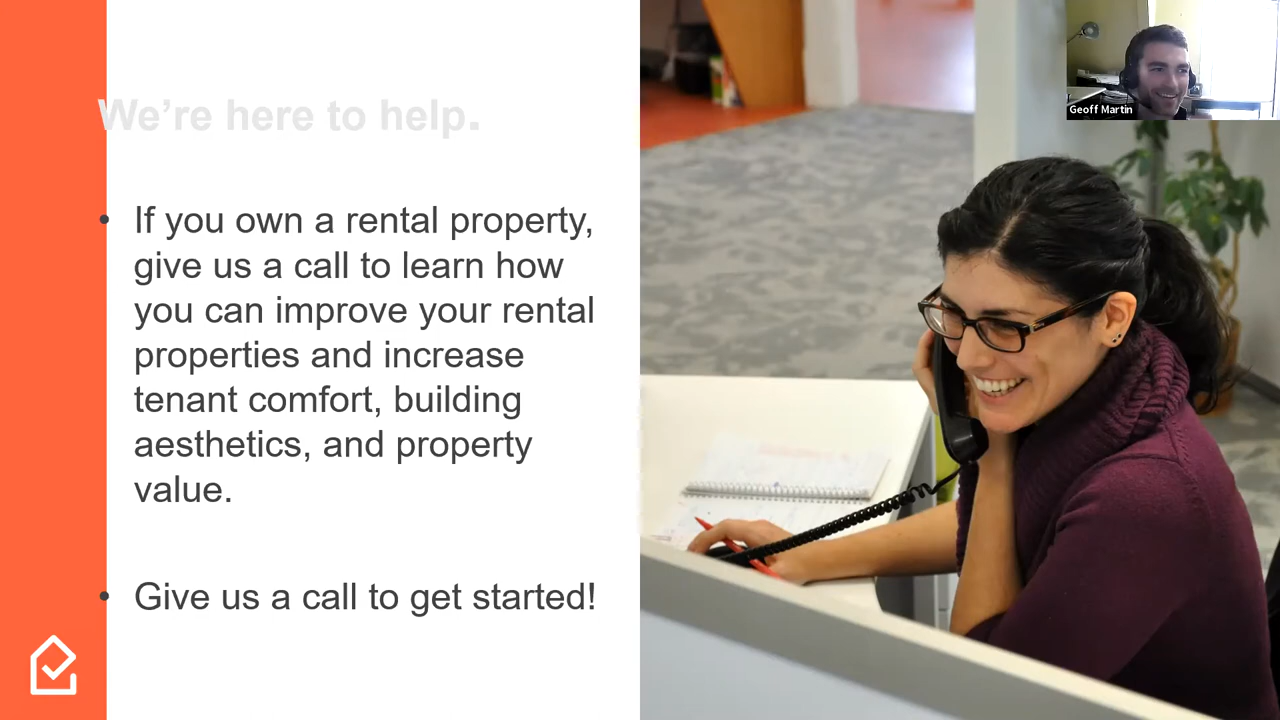 We’re here to help.
• If you own a rental property,
give us a call to learn how
you can improve your rental
properties and increase
tenant comfort, building
aesthetics, and property
value.
• Give us a call to get started!
Geoff Martin